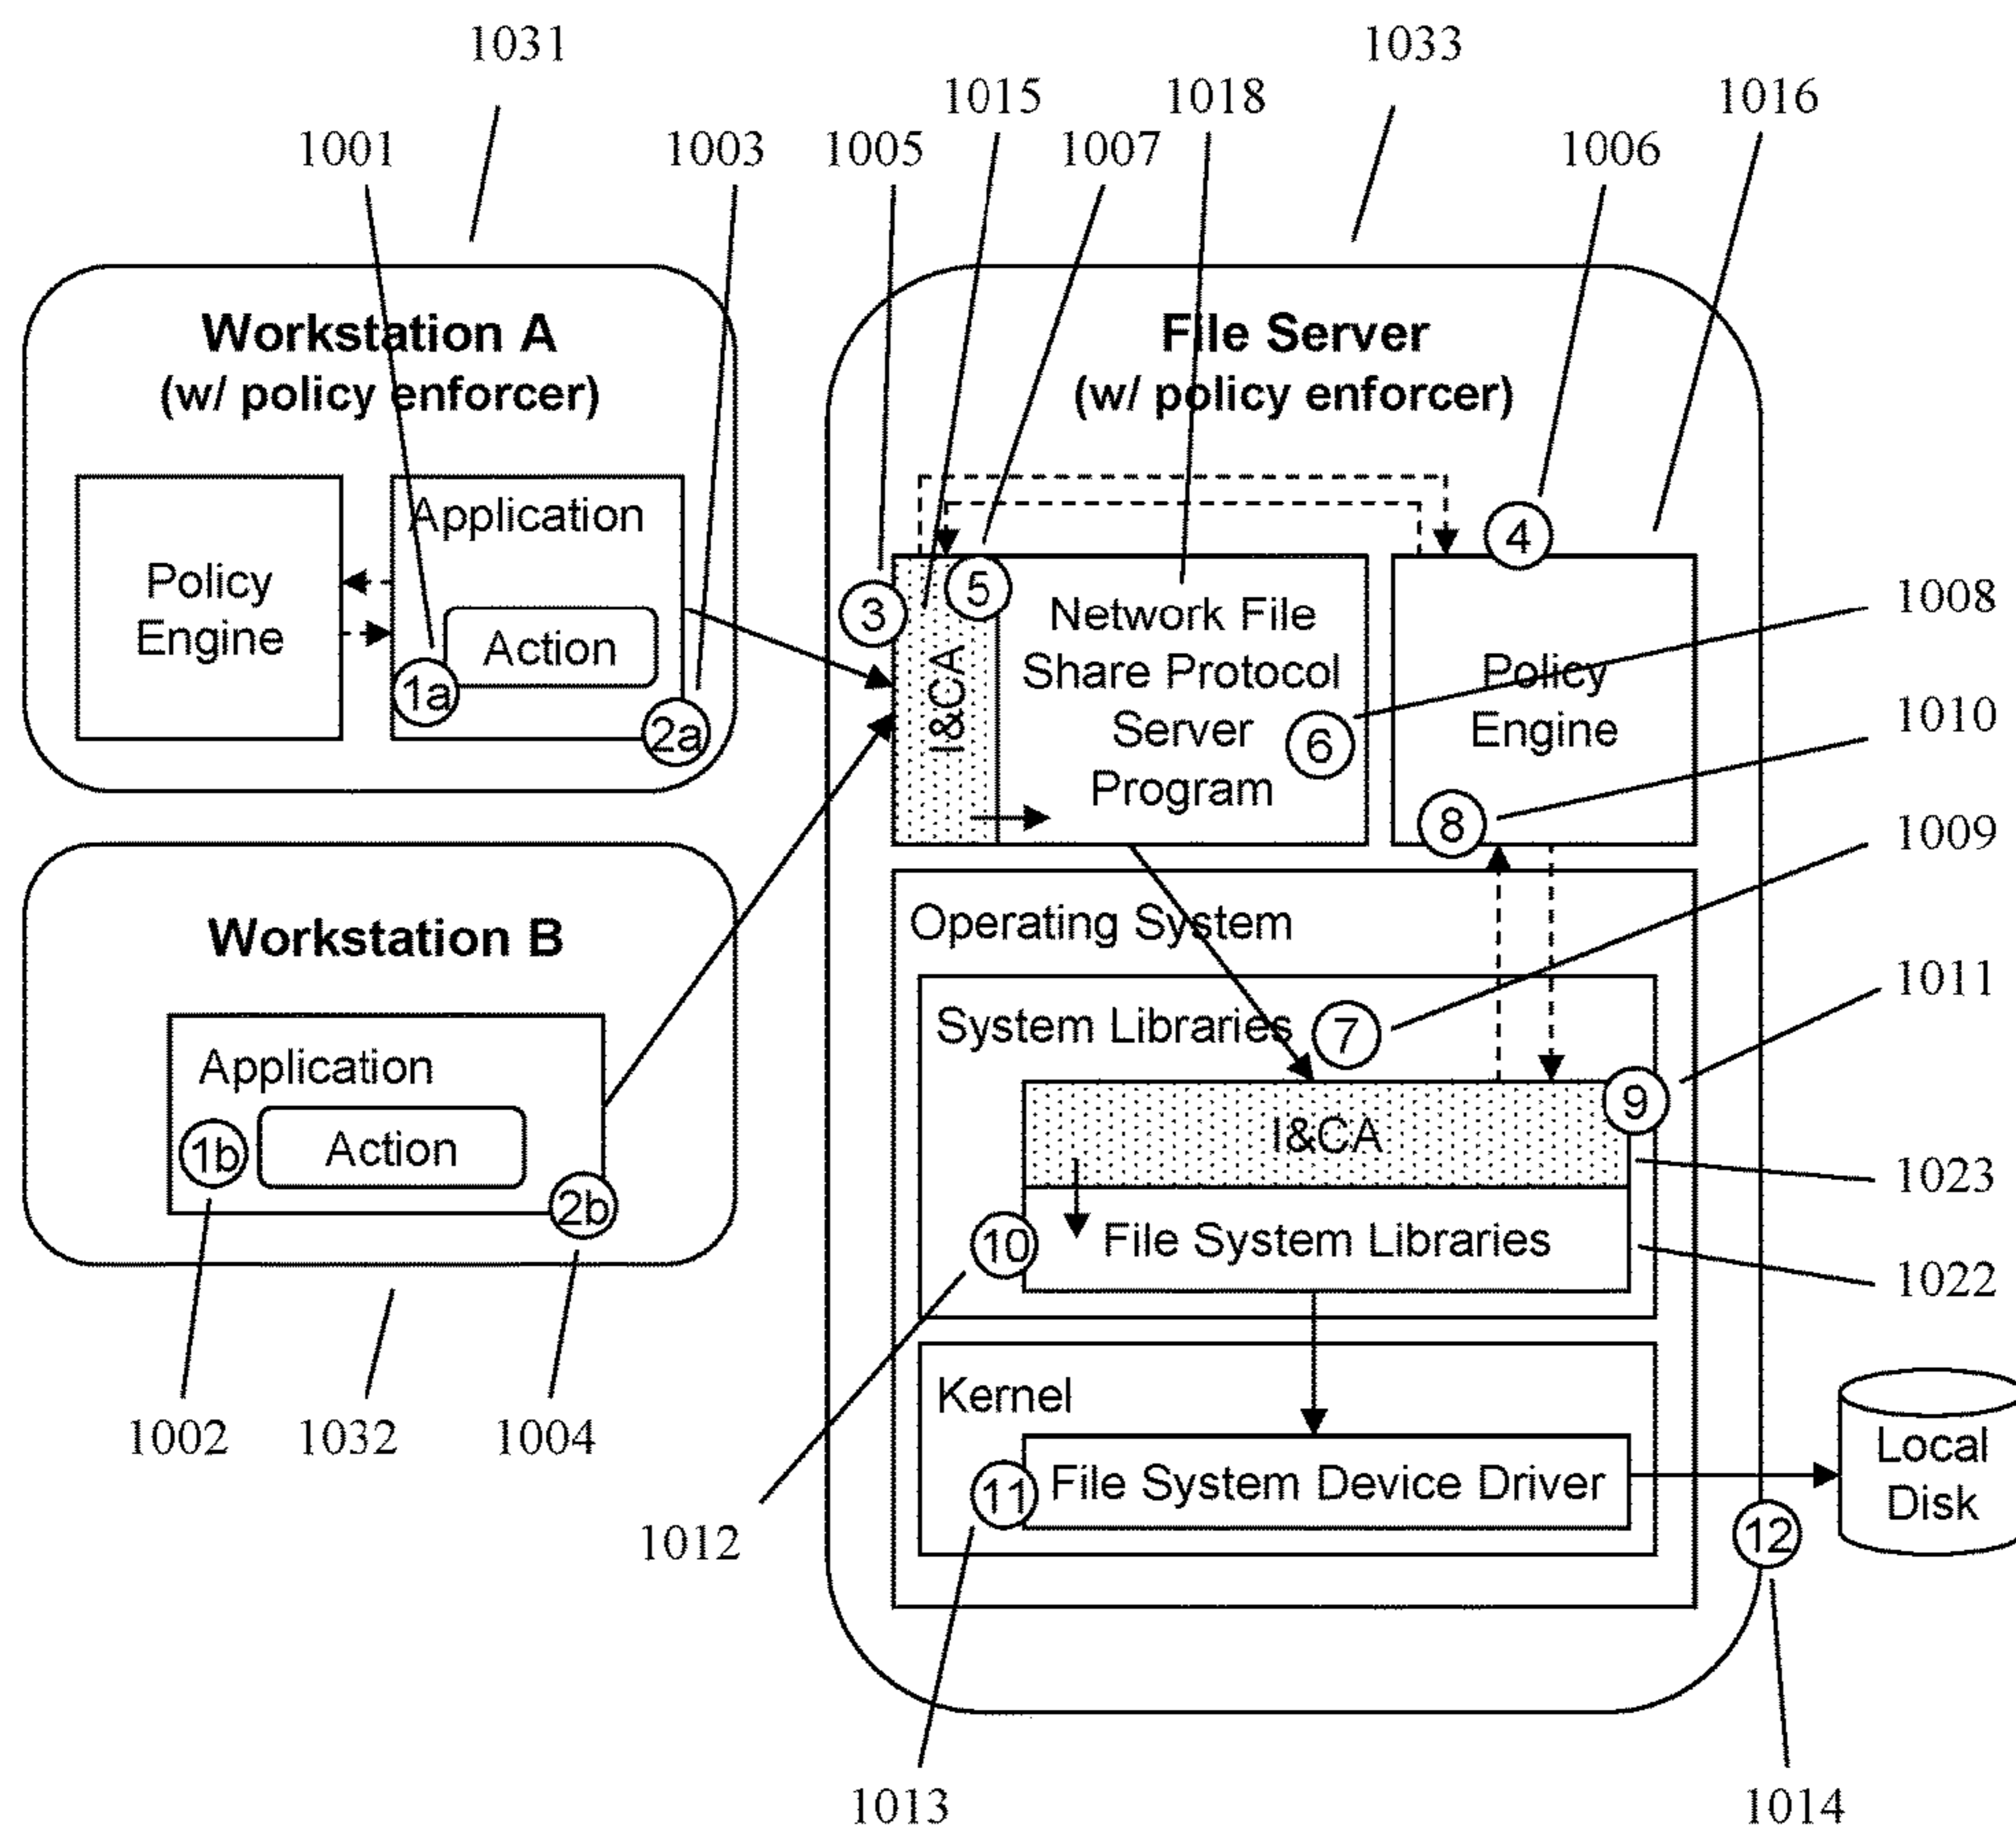 1031
1033
1015
1018
1016
1001
1003
1005
1007
1006
Workstation A
(w/ policy enforcer)
File Server
(w/ policy enforcer)
Policy
Engine
Application
Action
1a
2a
3
5
4
I&CA
Network File
Share Protocol
Server
Program
6
Policy
Engine
8
1008
1010
1009
1011
Workstation B
Application
1b
Action
2b
Operating System
System Libraries
7
9
I&CA
1023
10
File System Libraries
1022
1002
1032
1004
Kernel
11
File System Device Driver
Local
Disk
12
1012
1013
1014